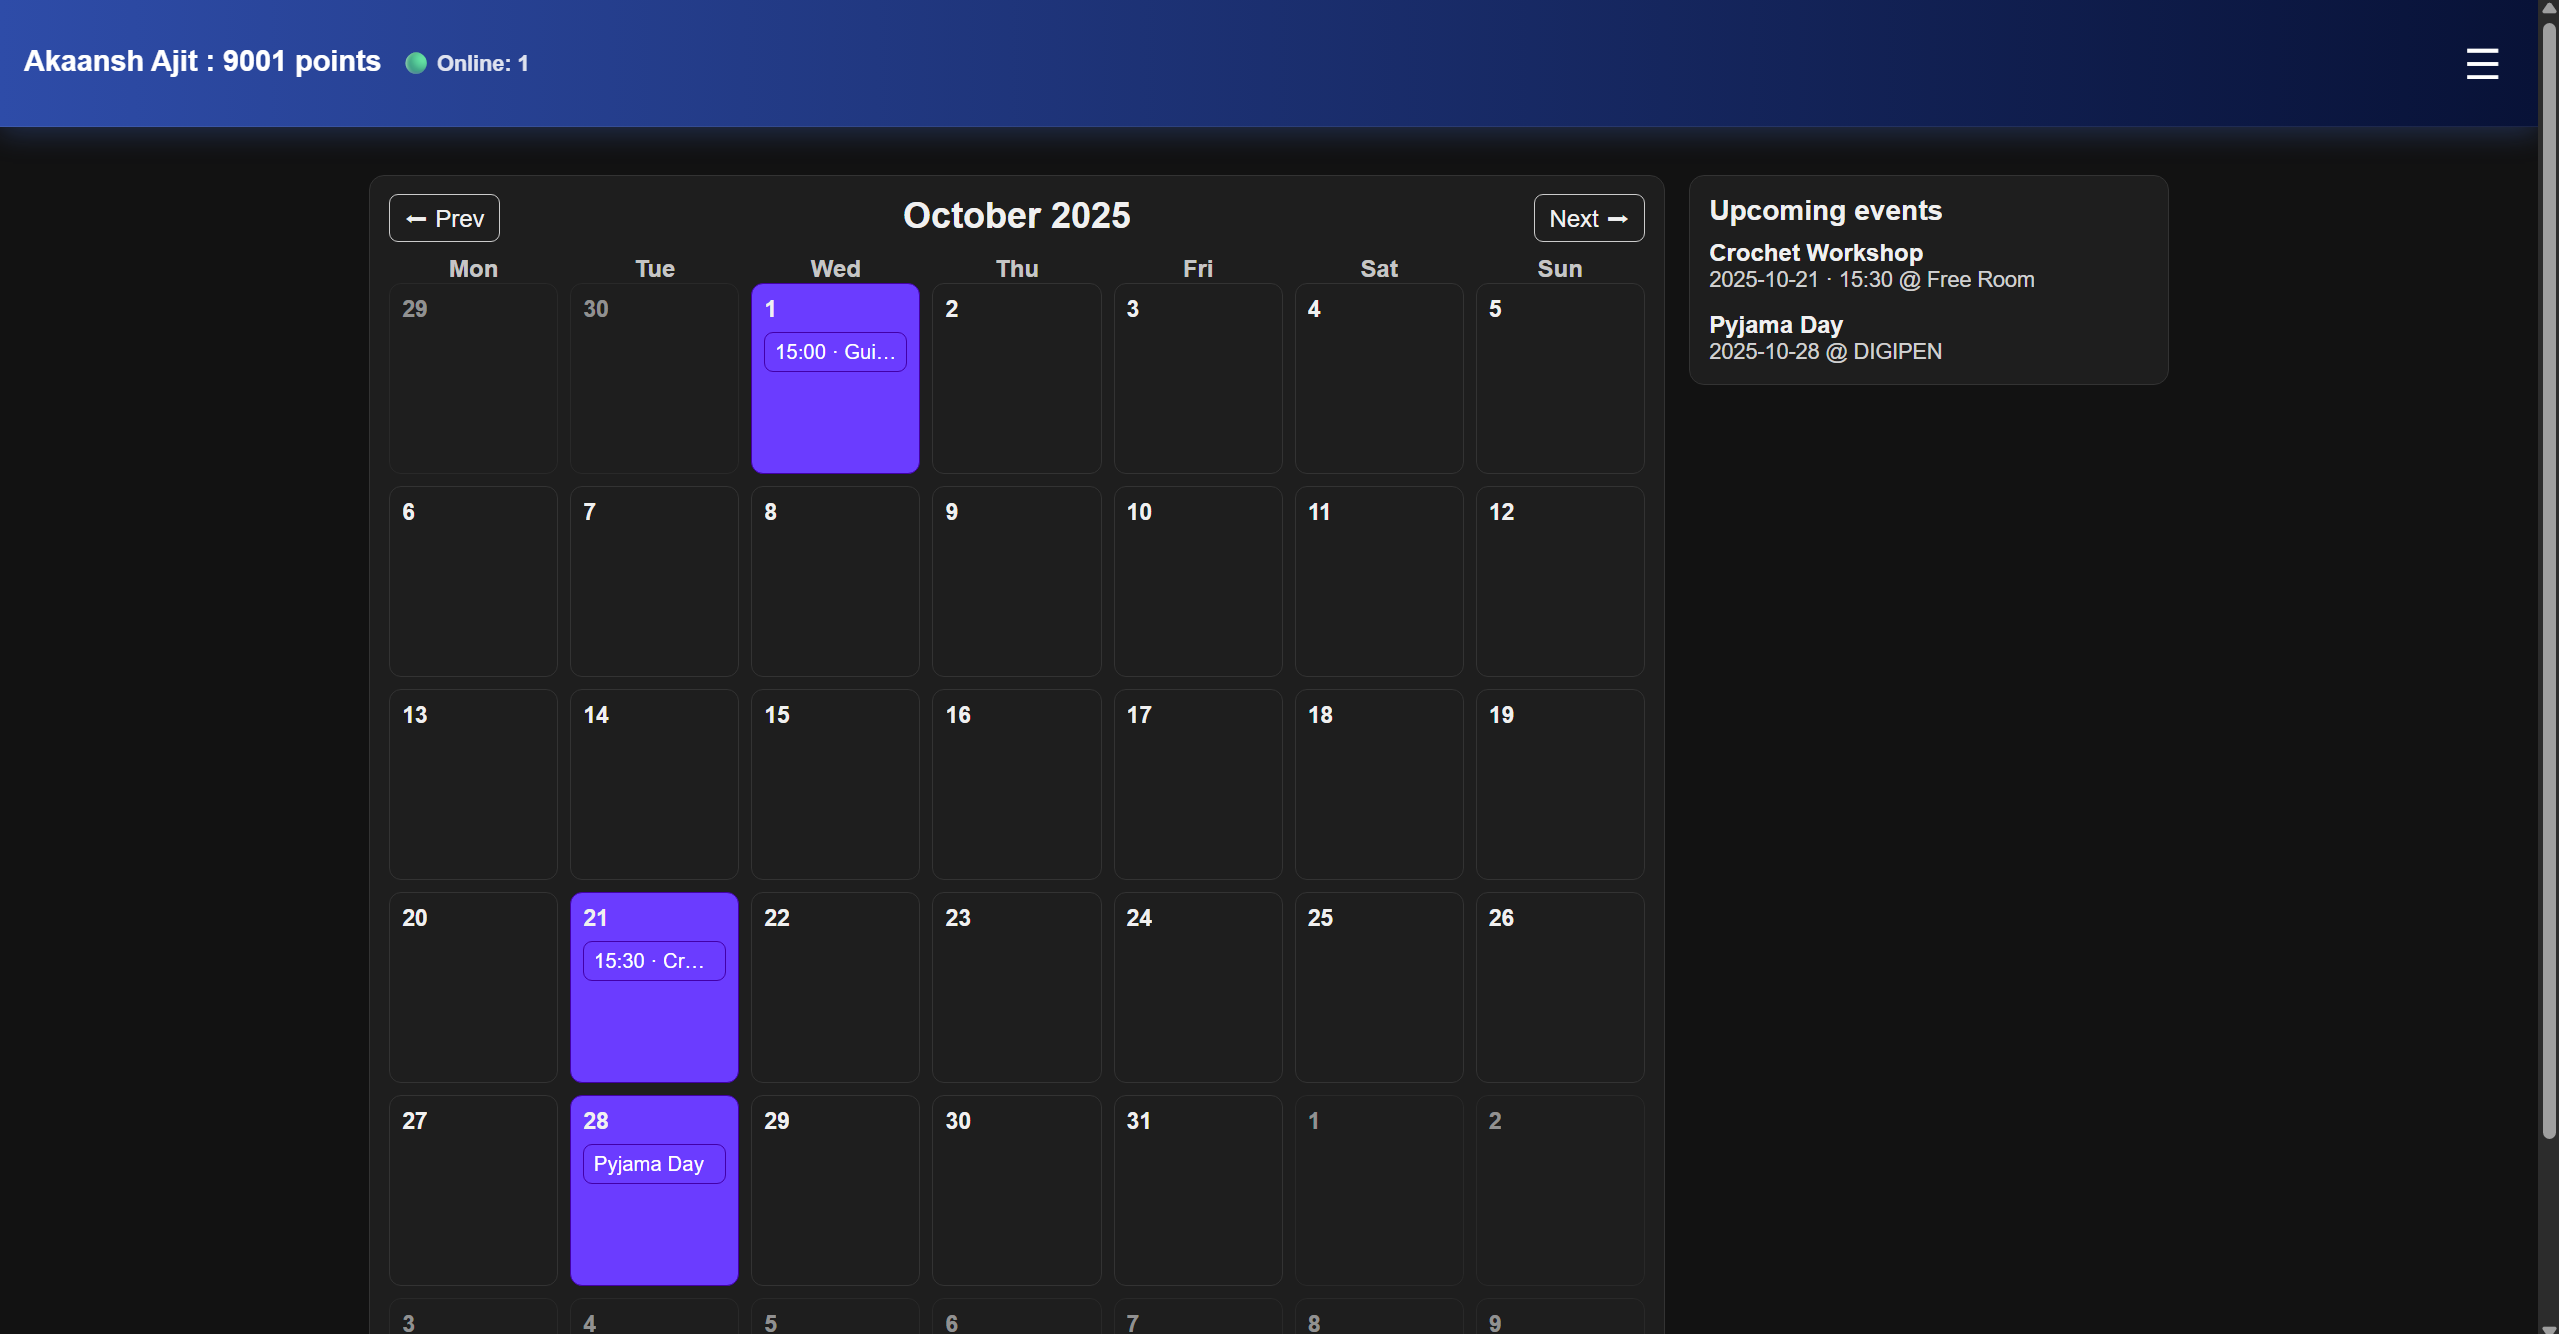 Akaansh Ajit : 9001 points Online: 1
← Prev October 2025 Next →
Mon Tue Wed Thu Fri Sat Sun
29 30 1 2 3 4 5
15:00 · Gui...
6 7 8 9 10 11 12
13 14 15 16 17 18 19
20 21 22 23 24 25 26
15:30 · Cr...
27 28 29 30 31 1 2
Pyjama Day
3 4 5 6 7 8 9
Upcoming events
Crochet Workshop
2025-10-21 · 15:30 @ Free Room
Pyjama Day
2025-10-28 @ DIGIPEN